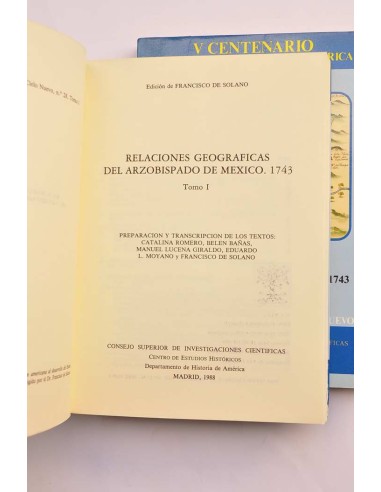 V CENTENARIO
Edición de FRANCISCO DE SOLANO
RELACIONES GEOGRAFICAS
DEL ARZOBISPADO DE MEXICO. 1743
Tomo I
1743
PREPARACION Y TRANSCRIPCION DE LOS TEXTOS:
CATALINA ROMERO, BELEN BAÑAS,
MANUEL LUCENA GIRALDO, EDUARDO
L. MOYANO y FRANCISCO DE SOLANO
CONSEJO SUPERIOR DE INVESTIGACIONES CIENTIFICAS
CENTRO DE ESTUDIOS HISTÓRICOS
Departamento de Historia de América
MADRID, 1988